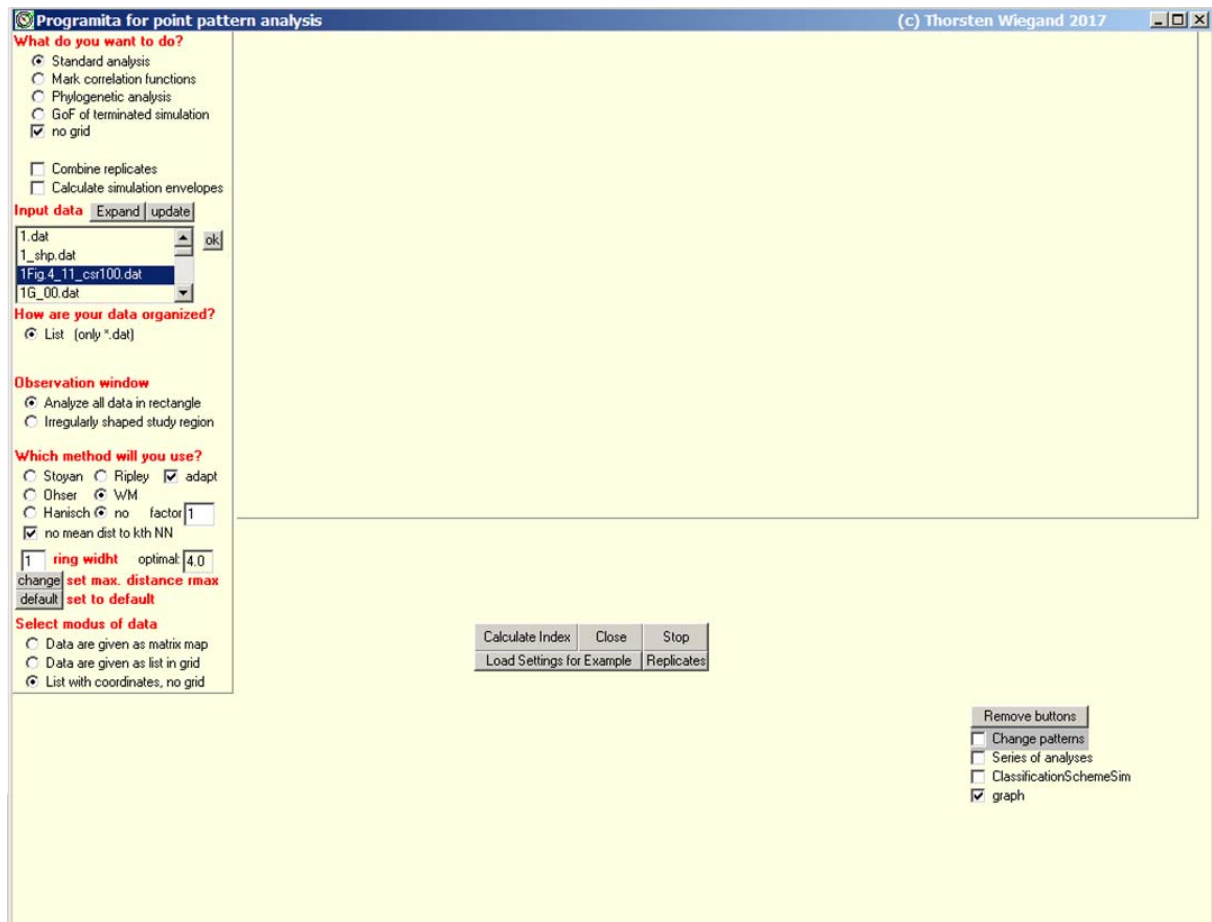 Programita for point pattern analysis (c) Thorsten Wiegand 2017
What do you want to do?
Standard analysis
Mark correlation functions
Phylogenetic analysis
GoF of terminated simulation
no grid
Combine replicates
Calculate simulation envelopes
Input data Expand update
1.dat ok
1_shp.dat
1Fig.4_11_csr100.dat
1G_00.dat
How are your data organized?
List (only *.dat)
Observation window
Analyze all data in rectangle
Irregularly shaped study region
Which method will you use?
Stoyan Ripley adapt
Ohser WM
Hanisch no factor 1
no mean dist to kth NN
1 ring widht optimal: 4.0
change set max. distance rmax
default set to default
Select modus of data
Data are given as matrix map
Data are given as list in grid
List with coordinates, no grid
Calculate Index Close Stop
Load Settings for Example Replicates
Remove buttons
Change patterns
Series of analyses
ClassificationSchemeSim
graph